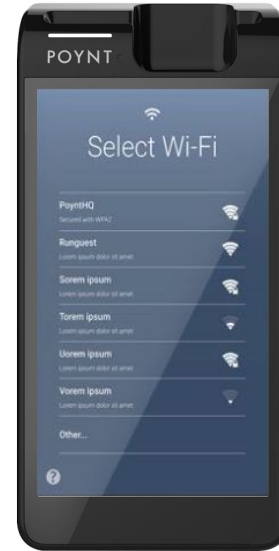 POYNT
Select Wi-Fi
PoyntHQ
Secured with WPA2
Runguest
Lorem ipsum dolor sit amet
Sorem ipsum
Lorem ipsum dolor sit amet
Torem ipsum
Lorem ipsum dolor sit amet
Uorem ipsum
Lorem ipsum dolor sit amet
Vorem ipsum
Lorem ipsum dolor sit amet
Other...
?